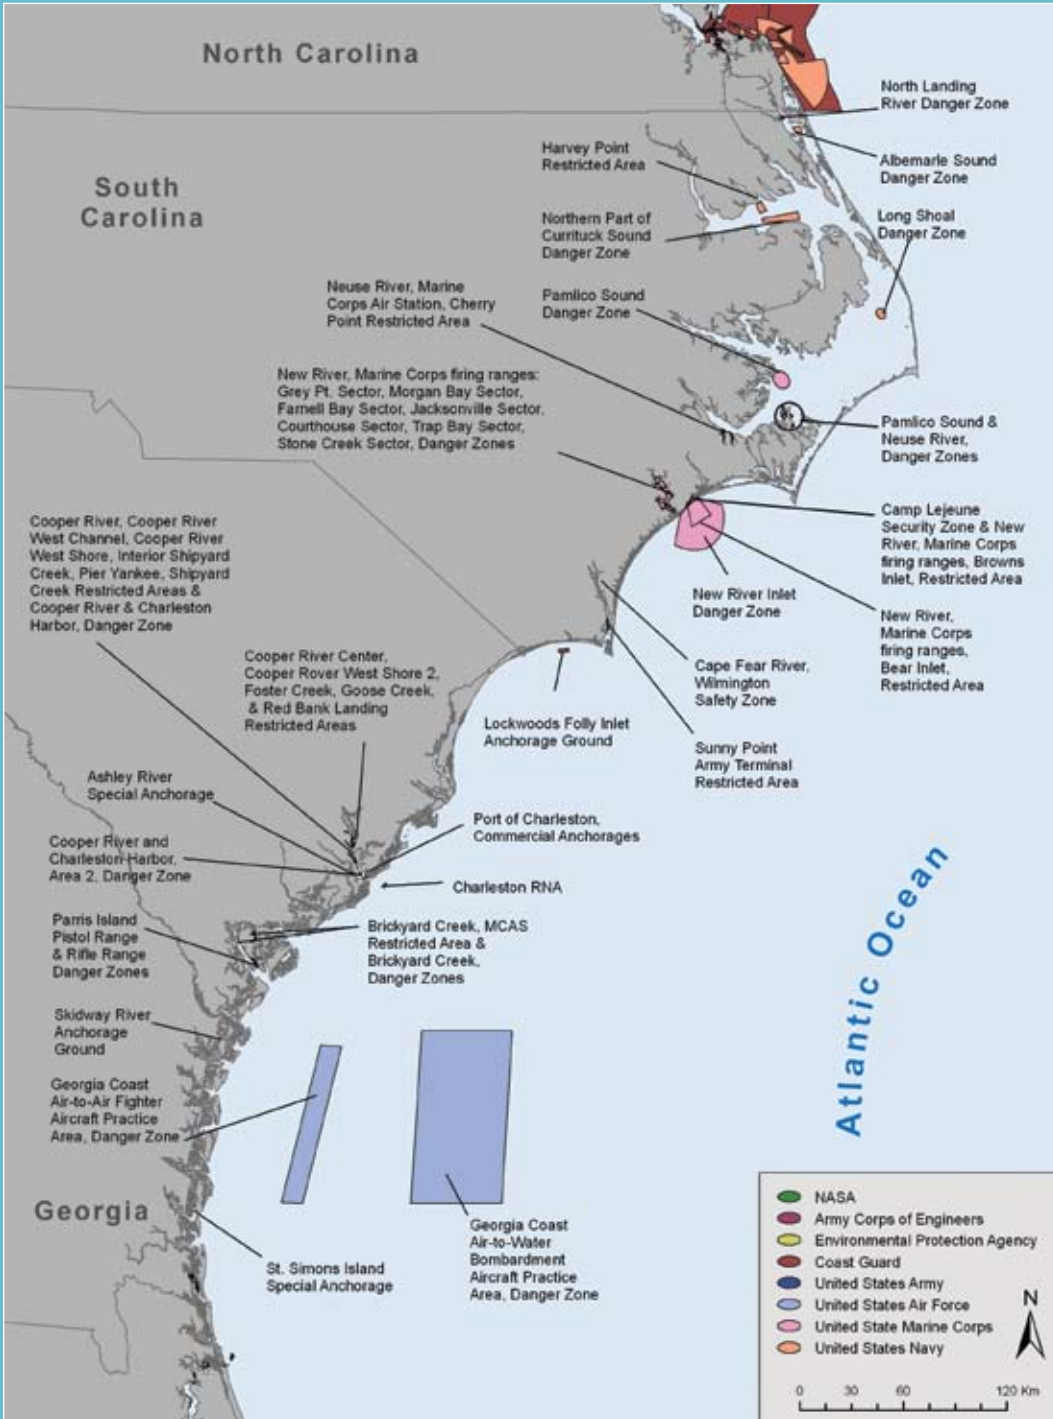 North Carolina
South
Carolina
North Landing
River Danger Zone
Harvey Point
Restricted Area
Albemarle Sound
Danger Zone
Northern Part of
Currituck Sound
Danger Zone
Long Shoal
Danger Zone
Neuse River, Marine
Corps Air Station, Cherry
Point Restricted Area
Pamlico Sound
Danger Zone
New River, Marine Corps firing ranges:
Grey Pt. Sector, Morgan Bay Sector,
Farnell Bay Sector, Jacksonville Sector,
Courthouse Sector, Trap Bay Sector,
Stone Creek Sector, Danger Zones
Pamlico Sound &
Neuse River,
Danger Zones
Cooper River, Cooper River
West Channel, Cooper River
West Shore, Interior Shipyard
Creek, Pier Yankee, Shipyard
Creek Restricted Areas &
Cooper River & Charleston
Harbor, Danger Zone
Camp Lejeune
Security Zone & New
River, Marine Corps
firing ranges, Browns
Inlet, Restricted Area
New River Inlet
Danger Zone
New River,
Marine Corps
firing ranges,
Bear Inlet,
Restricted Area
Cooper River Center,
Cooper Rover West Shore 2,
Foster Creek, Goose Creek,
& Red Bank Landing
Restricted Areas
Cape Fear River,
Wilmington
Safety Zone
Lockwoods Folly Inlet
Anchorage Ground
Sunny Point
Army Terminal
Restricted Area
Ashley River
Special Anchorage
Port of Charleston,
Commercial Anchorages
Cooper River and
Charleston Harbor,
Area 2, Danger Zone
Charleston RNA
Parris Island
Pistol Range
& Rifle Range
Danger Zones
Brickyard Creek, MCAS
Restricted Area &
Brickyard Creek,
Danger Zones
Skidway River
Anchorage
Ground
Georgia Coast
Air-to-Air Fighter
Aircraft Practice
Area, Danger Zone
Atlantic Ocean
Georgia
Georgia Coast
Air-to-Water
Bombardment
Aircraft Practice
Area, Danger Zone
St. Simons Island
Special Anchorage
NASA
Army Corps of Engineers
Environmental Protection Agency
Coast Guard
United States Army
United States Air Force
United State Marine Corps
United States Navy
N
0 30 60 120 Km